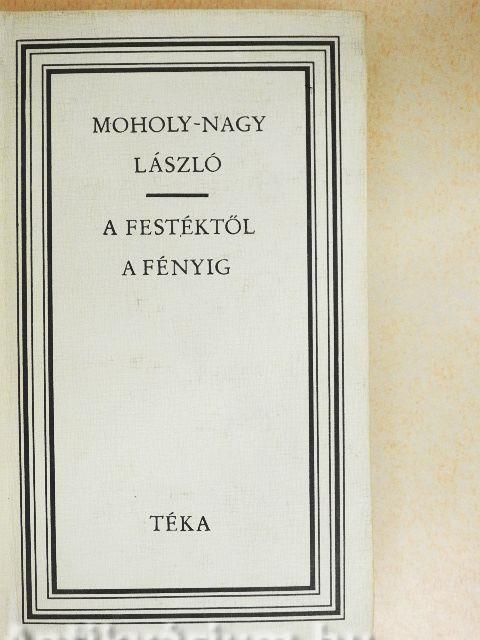 MOHOLY-NAGY
LÁSZLÓ
A FESTÉKTŐL
A FÉNYIG
TÉKA